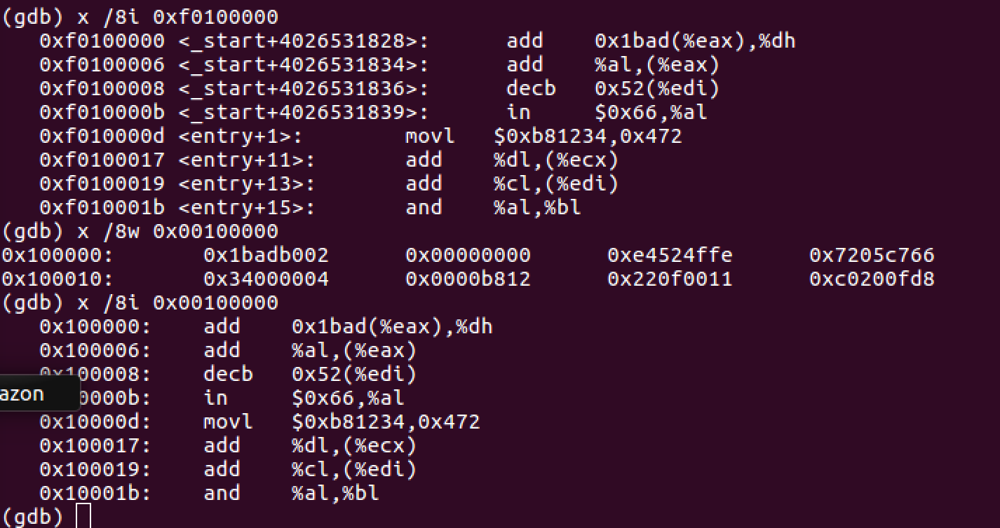 (gdb) x /8i 0xf0100000
   0xf0100000 <_start+4026531828>:      add    0x1bad(%eax),%dh
   0xf0100006 <_start+4026531834>:      add    %al,(%eax)
   0xf0100008 <_start+4026531836>:      decb   0x52(%edi)
   0xf010000b <_start+4026531839>:      in     $0x66,%al
   0xf010000d <entry+1>:        movl   $0xb81234,0x472
   0xf0100017 <entry+11>:       add    %dl,(%ecx)
   0xf0100019 <entry+13>:       add    %cl,(%edi)
   0xf010001b <entry+15>:       and    %al,%bl
(gdb) x /8w 0x00100000
0x100000:       0x1badb002      0x00000000      0xe4524ffe      0x7205c766
0x100010:       0x34000004      0x0000b812      0x220f0011      0xc0200fd8
(gdb) x /8i 0x00100000
   0x100000:    add    0x1bad(%eax),%dh
   0x100006:    add    %al,(%eax)
   0x100008:    decb   0x52(%edi)
azon 0000b:    in     $0x66,%al
   0x10000d:    movl   $0xb81234,0x472
   0x100017:    add    %dl,(%ecx)
   0x100019:    add    %cl,(%edi)
   0x10001b:    and    %al,%bl
(gdb)